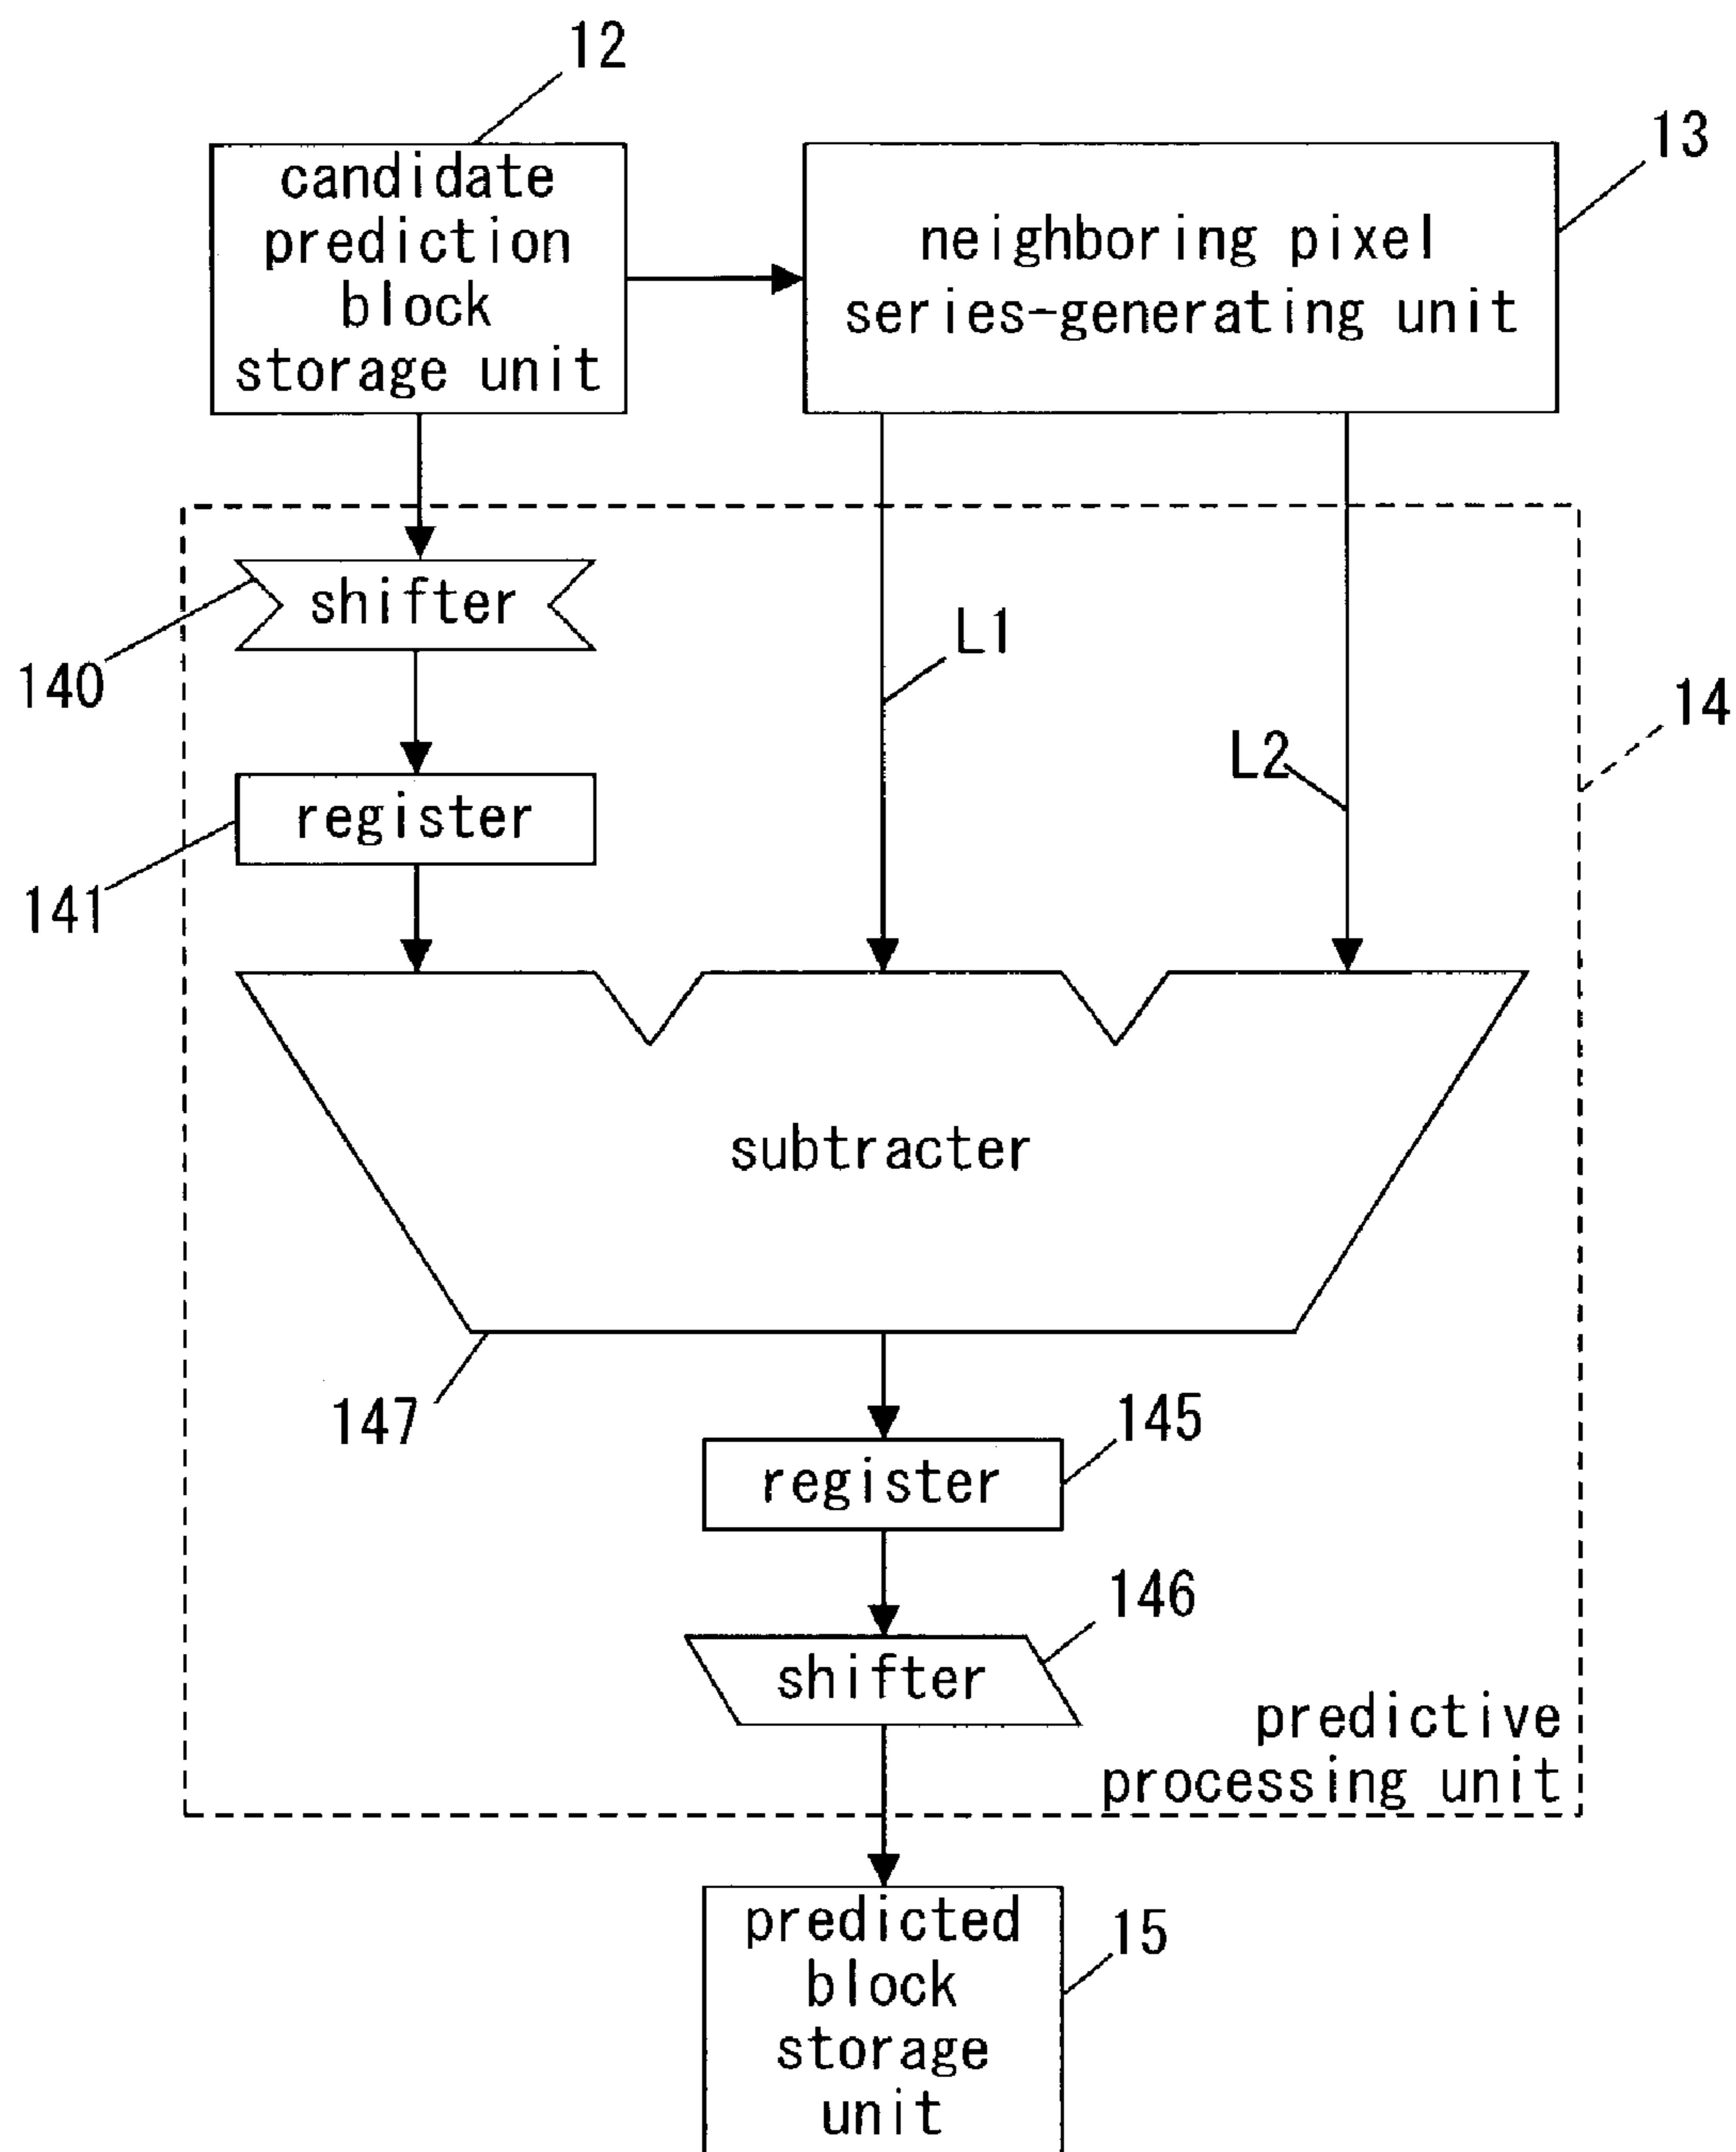 12
candidate
prediction
block
storage unit
13
neighboring pixel
series-generating unit
shifter
140
L1
14
L2
register
141
subtracter
147
145
register
146
shifter
predictive
processing unit
predicted
block
storage
unit
15